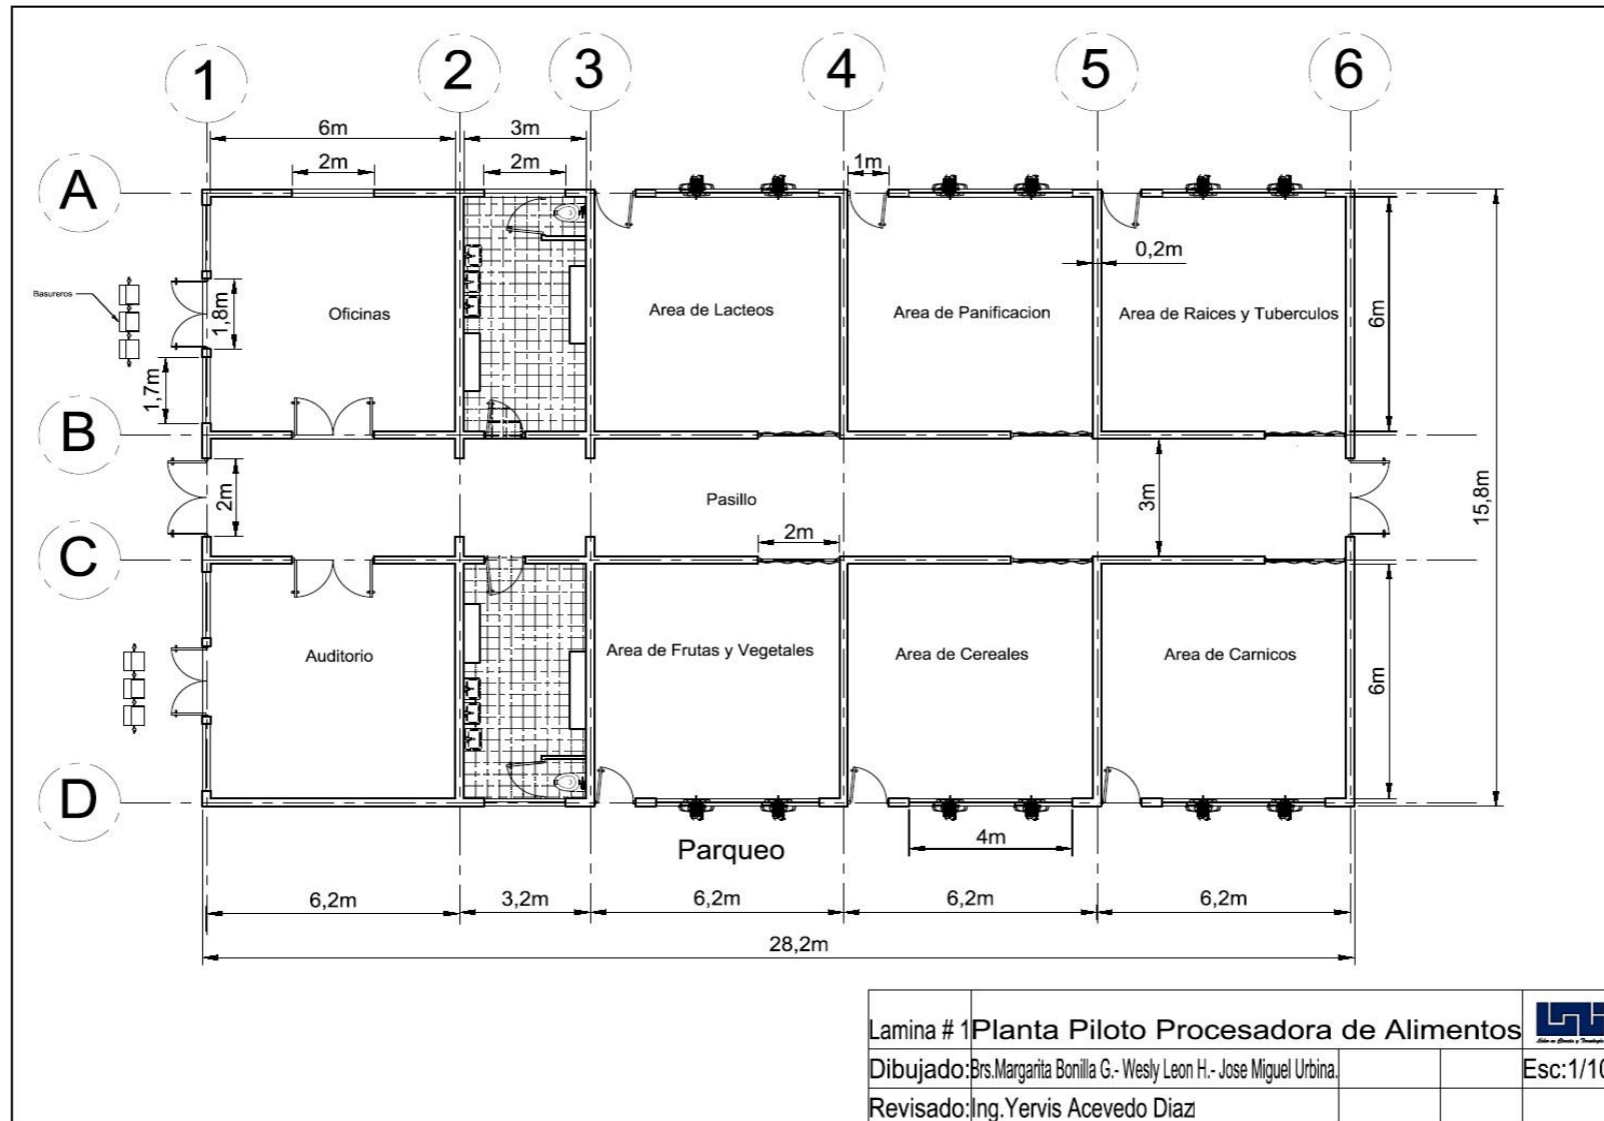 1 2 3 4 5 6
6m 3m
2m 2m 1m
A
0,2m
Basureros
1,8m Oficinas Area de Lacteos Area de Panificacion Area de Raices y Tuberculos 6m
1,7m
B
2m Pasillo 3m 15,8m
2m
C
Auditorio Area de Frutas y Vegetales Area de Cereales Area de Carnicos 6m
D
4m
Parqueo
6,2m 3,2m 6,2m 6,2m 6,2m
28,2m
Lamina # 1 Planta Piloto Procesadora de Alimentos
Dibujado: Brs.Margarita Bonilla G.- Wesly Leon H.- Jose Miguel Urbina. Esc:1/10
Revisado: Ing.Yervis Acevedo Diaz